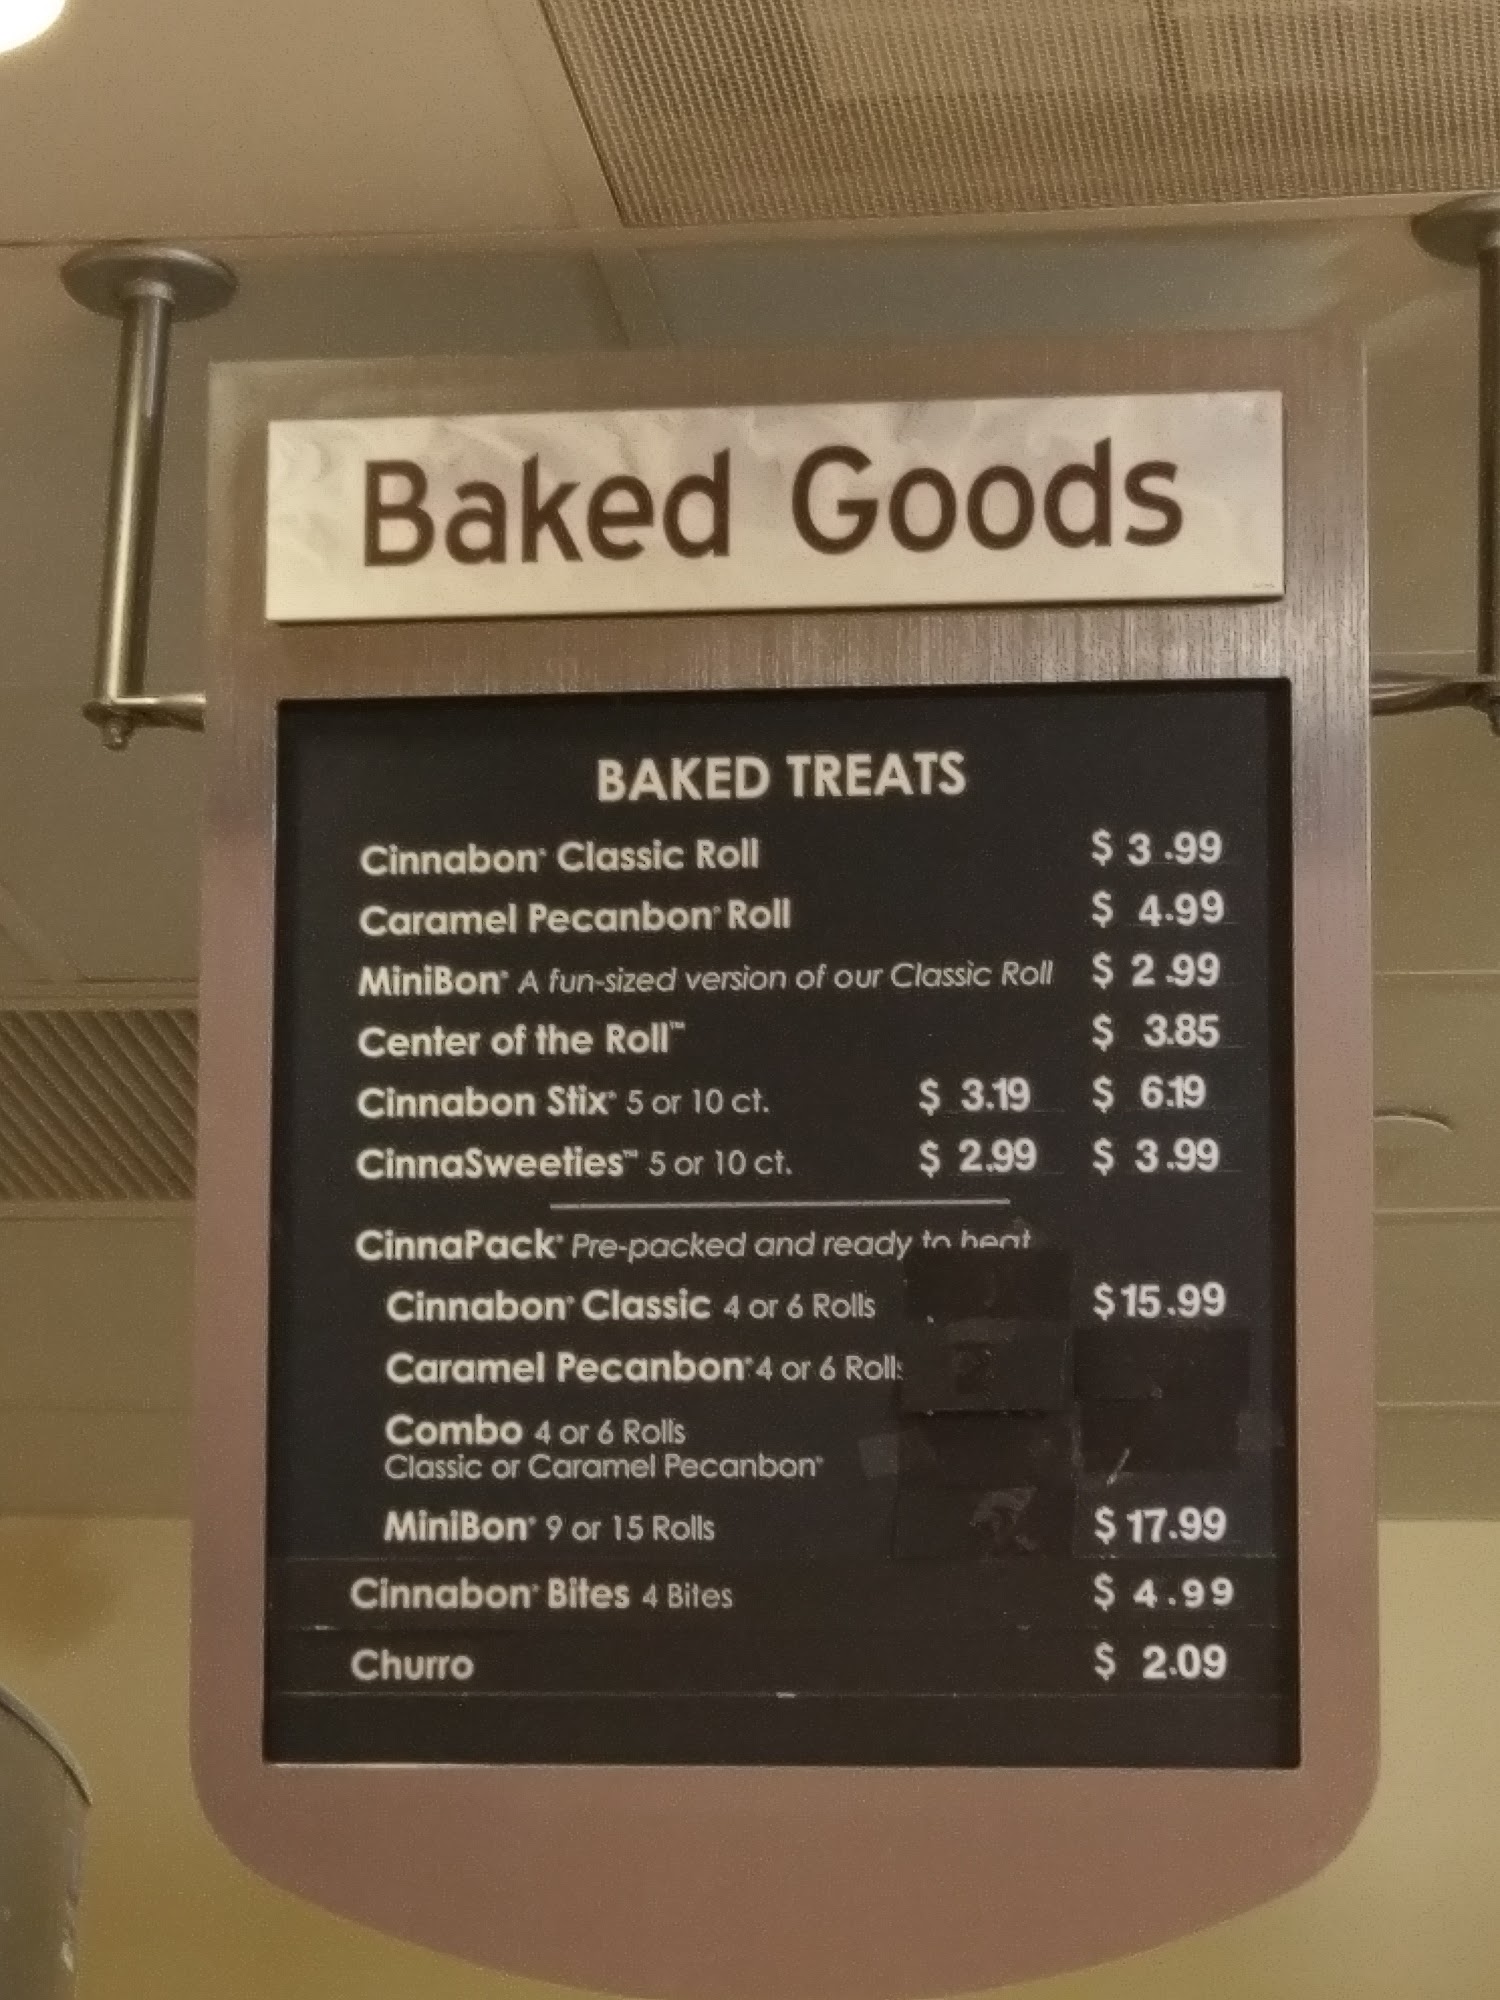 Baked Goods
BAKED TREATS
Cinnabon® Classic Roll $ 3.99
Caramel Pecanbon® Roll $ 4.99
MiniBon® A fun-sized version of our Classic Roll $ 2.99
Center of the Roll™ $ 3.85
Cinnabon Stix® 5 or 10 ct. $ 3.19 $ 6.19
CinnaSweeties™ 5 or 10 ct. $ 2.99 $ 3.99
CinnaPack® Pre-packed and ready to heat
Cinnabon® Classic 4 or 6 Rolls $15.99
Caramel Pecanbon® 4 or 6 Rolls
Combo 4 or 6 Rolls
Classic or Caramel Pecanbon®
MiniBon® 9 or 15 Rolls $17.99
Cinnabon® Bites 4 Bites $ 4.99
Churro $ 2.09